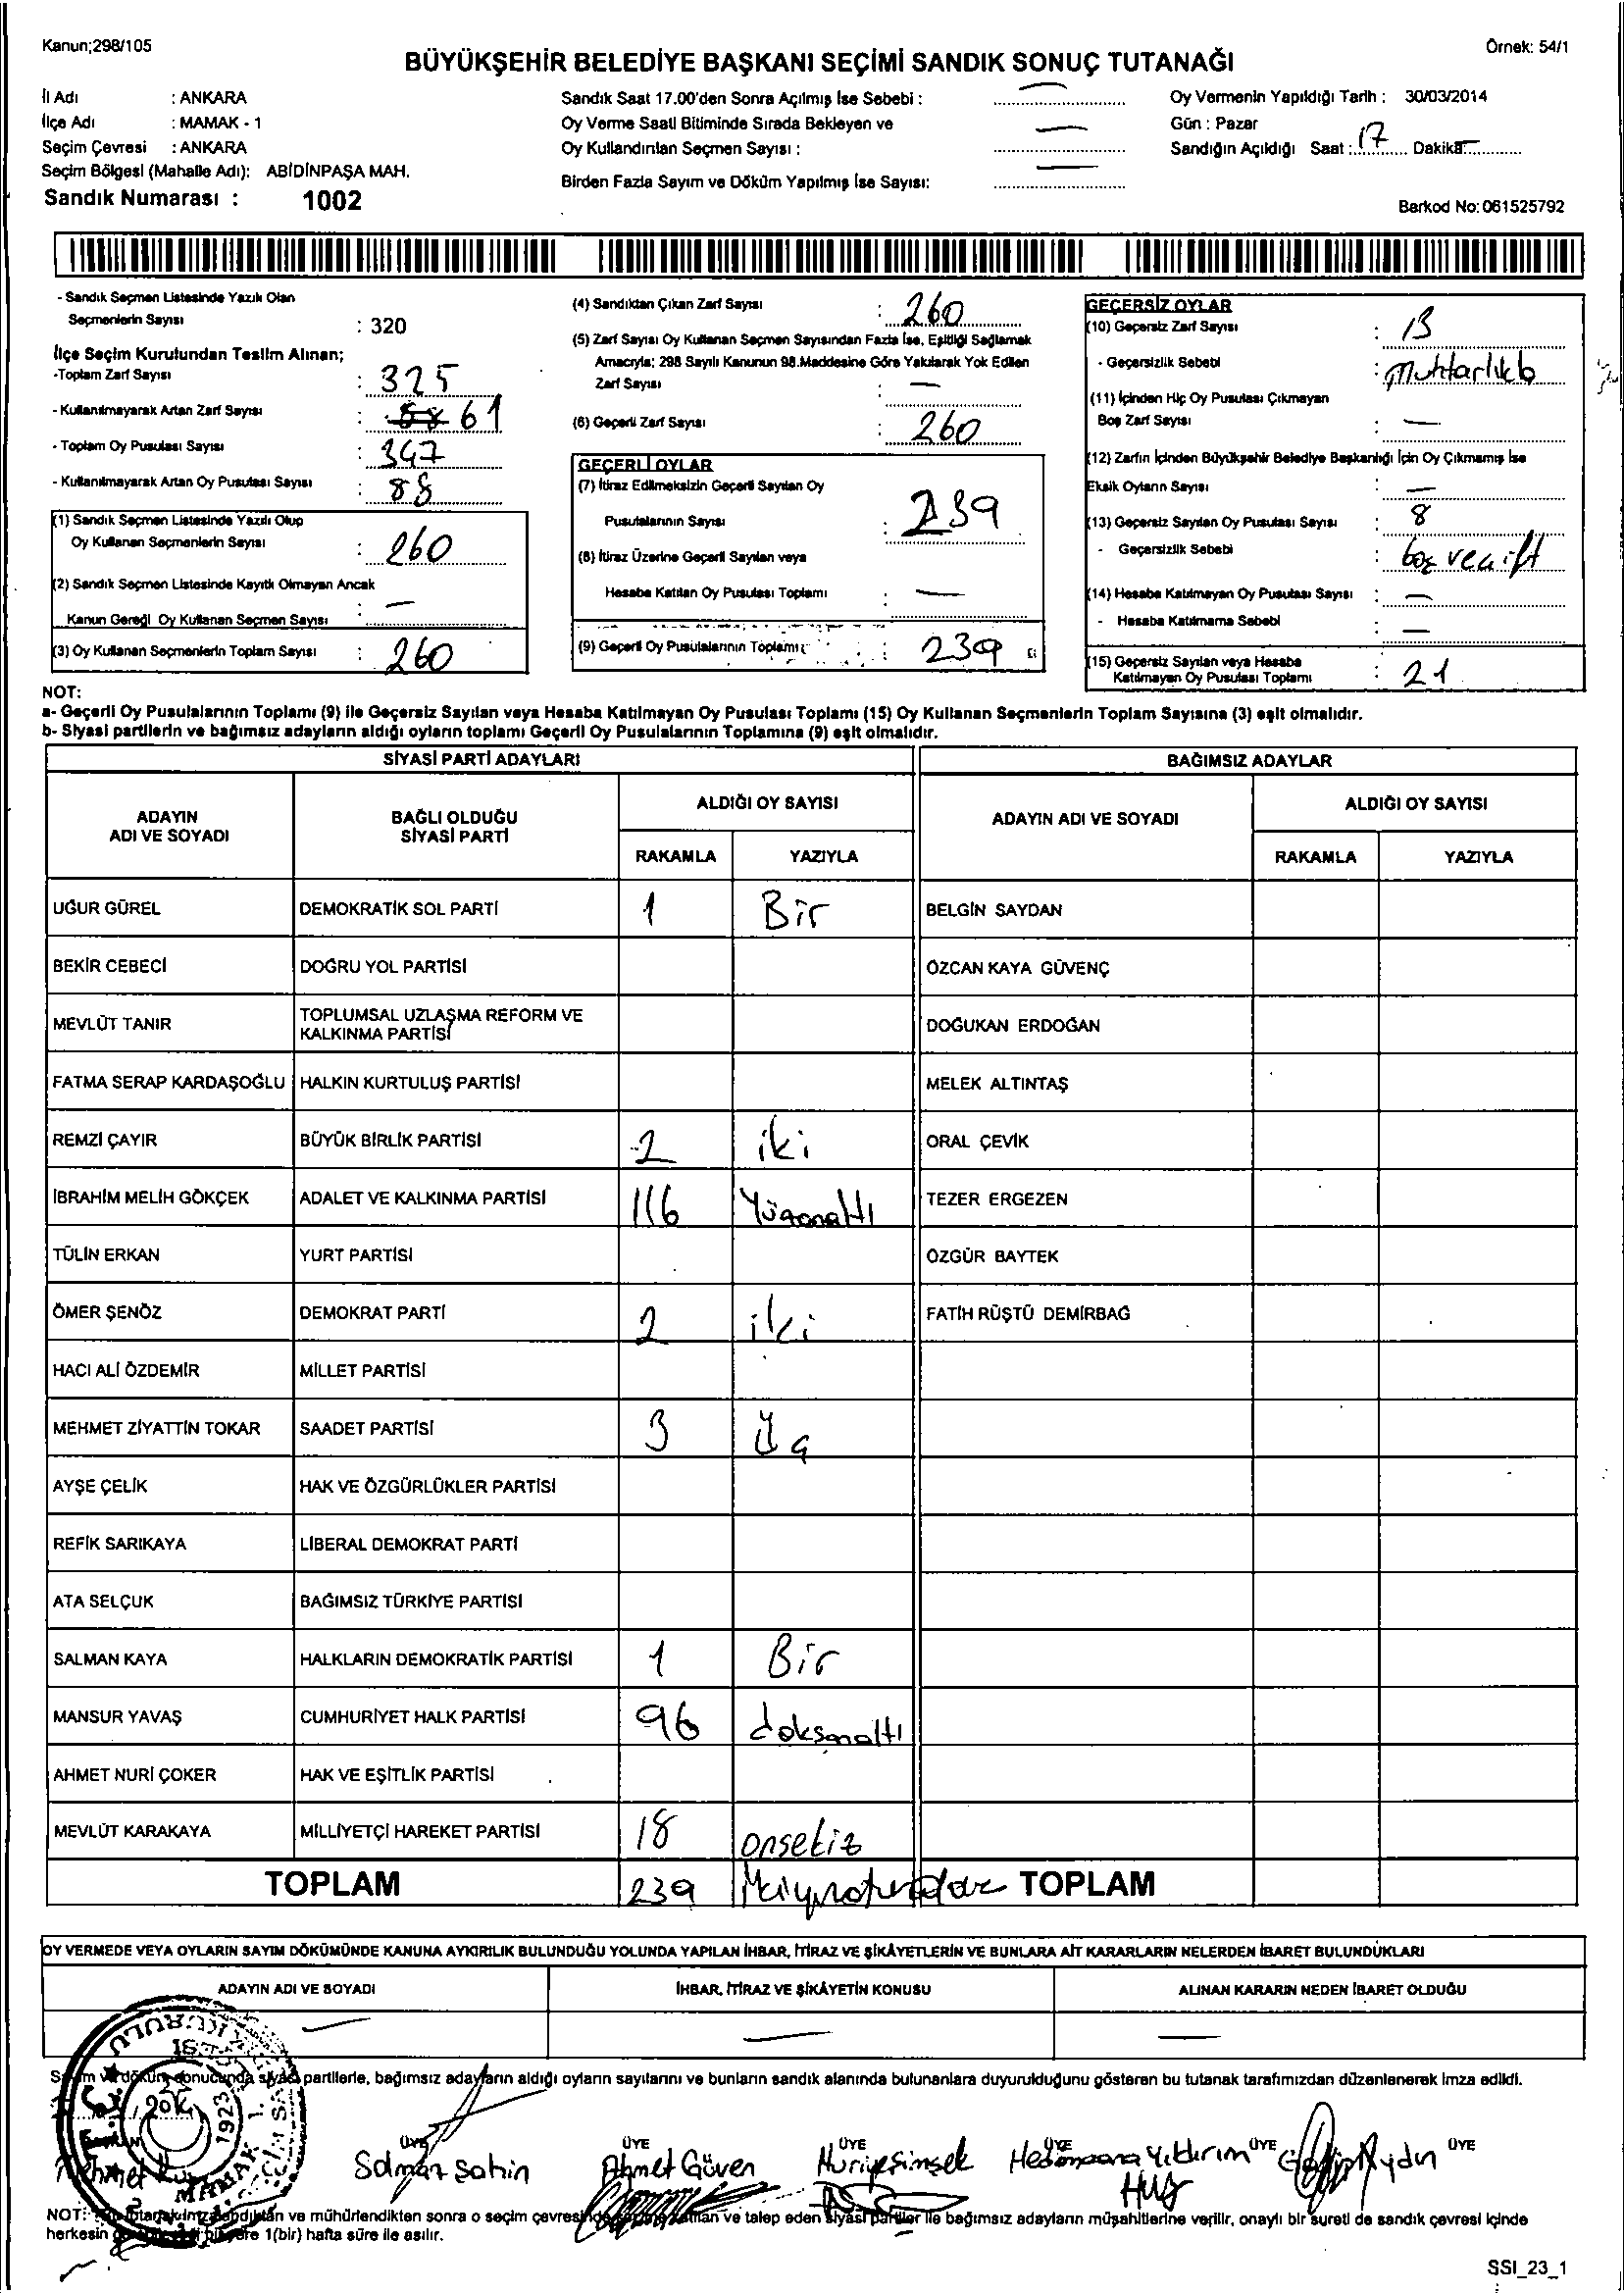 Kanun;298/105
Örnek: 54/1
BÜYÜKŞEHİR BELEDİYE BAŞKANI SEÇİMİ SANDIK SONUÇ TUTANAĞI
İl Adı : ANKARA
İlçe Adı : MAMAK - 1
Seçim Çevresi : ANKARA
Seçim Bölgesi (Mahalle Adı): ABİDİNPAŞA MAH.
Sandık Numarası : 1002
Sandık Saat 17.00'den Sonra Açılmış İse Sebebi : —
Oy Verme Saati Bitiminde Sırada Bekleyen ve
Oy Kullandırılan Seçmen Sayısı : —
Birden Fazla Sayım ve Döküm Yapılmış İse Sayısı: —
Oy Vermenin Yapıldığı Tarih : 30/03/2014
Gün : Pazar
Sandığın Açıldığı Saat : 17 Dakika —
Barkod No: 061525792
- Sandık Seçmen Listesinde Yazılı Olan
Seçmenlerin Sayısı : 320
İlçe Seçim Kurulundan Teslim Alınan;
-Toplam Zarf Sayısı : 325
- Kullanılmayarak Artan Zarf Sayısı : 61
- Toplam Oy Pusulası Sayısı : 347
- Kullanılmayarak Artan Oy Pusulası Sayısı : 88
(1) Sandık Seçmen Listesinde Yazılı Olup
Oy Kullanan Seçmenlerin Sayısı : 260
(2) Sandık Seçmen Listesinde Kayıtlı Olmayan Ancak
Kanun Gereği Oy Kullanan Seçmen Sayısı : —
(3) Oy Kullanan Seçmenlerin Toplam Sayısı : 260
(4) Sandıktan Çıkan Zarf Sayısı : 260
(5) Zarf Sayısı Oy Kullanan Seçmen Sayısından Fazla İse, Eşitliği Sağlamak
Amacıyla; 298 Sayılı Kanunun 98.Maddesine Göre Yakılarak Yok Edilen
Zarf Sayısı : —
(6) Geçerli Zarf Sayısı : 260
GEÇERLİ OYLAR
(7) İtiraz Edilmeksizin Geçerli Sayılan Oy
Pusulalarının Sayısı : 239
(8) İtiraz Üzerine Geçerli Sayılan veya
Hesaba Katılan Oy Pusulası Toplamı : —
(9) Geçerli Oy Pusulalarının Toplamı : 239
GEÇERSİZ OYLAR
(10) Geçersiz Zarf Sayısı : 13
- Geçersizlik Sebebi : Muhtarlıkb
(11) İçinden Hiç Oy Pusulası Çıkmayan
Boş Zarf Sayısı : —
(12) Zarfın İçinden Büyükşehir Belediye Başkanlığı İçin Oy Çıkmamış İse
Eksik Oyların Sayısı : —
(13) Geçersiz Sayılan Oy Pusulası Sayısı : 8
- Geçersizlik Sebebi : boş ve çift
(14) Hesaba Katılmayan Oy Pusulası Sayısı : —
- Hesaba Katılmama Sebebi : —
(15) Geçersiz Sayılan veya Hesaba
Katılmayan Oy Pusulası Toplamı : 21
NOT:
a- Geçerli Oy Pusulalarının Toplamı (9) ile Geçersiz Sayılan veya Hesaba Katılmayan Oy Pusulası Toplamı (15) Oy Kullanan Seçmenlerin Toplam Sayısına (3) eşit olmalıdır.
b- Siyasi partilerin ve bağımsız adayların aldığı oyların toplamı Geçerli Oy Pusulalarının Toplamına (9) eşit olmalıdır.
SİYASİ PARTİ ADAYLARI
BAĞIMSIZ ADAYLAR
ADAYIN
ADI VE SOYADI
BAĞLI OLDUĞU
SİYASİ PARTİ
ALDIĞI OY SAYISI
RAKAMLA YAZIYLA
ADAYIN ADI VE SOYADI
ALDIĞI OY SAYISI
RAKAMLA YAZIYLA
UĞUR GÜREL DEMOKRATİK SOL PARTİ 1 Bir BELGİN SAYDAN
BEKİR CEBECİ DOĞRU YOL PARTİSİ ÖZCAN KAYA GÜVENÇ
MEVLÜT TANIR TOPLUMSAL UZLAŞMA REFORM VE
KALKINMA PARTİSİ DOĞUKAN ERDOĞAN
FATMA SERAP KARDAŞOĞLU HALKIN KURTULUŞ PARTİSİ MELEK ALTINTAŞ
REMZİ ÇAYIR BÜYÜK BİRLİK PARTİSİ 2 iki ORAL ÇEVİK
İBRAHİM MELİH GÖKÇEK ADALET VE KALKINMA PARTİSİ 116 Yüzonaltı TEZER ERGEZEN
TÜLİN ERKAN YURT PARTİSİ ÖZGÜR BAYTEK
ÖMER ŞENÖZ DEMOKRAT PARTİ 2 iki FATİH RÜŞTÜ DEMİRBAĞ
HACI ALİ ÖZDEMİR MİLLET PARTİSİ
MEHMET ZİYATTİN TOKAR SAADET PARTİSİ 3 Üç
AYŞE ÇELİK HAK VE ÖZGÜRLÜKLER PARTİSİ
REFİK SARIKAYA LİBERAL DEMOKRAT PARTİ
ATA SELÇUK BAĞIMSIZ TÜRKİYE PARTİSİ
SALMAN KAYA HALKLARIN DEMOKRATİK PARTİSİ 1 Bir
MANSUR YAVAŞ CUMHURİYET HALK PARTİSİ 96 doksanaltı
AHMET NURİ ÇOKER HAK VE EŞİTLİK PARTİSİ
MEVLÜT KARAKAYA MİLLİYETÇİ HAREKET PARTİSİ 18 onsekiz
TOPLAM 239 TOPLAM
OY VERMEDE VEYA OYLARIN SAYIM DÖKÜMÜNDE KANUNA AYKIRILIK BULUNDUĞU YOLUNDA YAPILAN İHBAR, İTİRAZ VE ŞİKÂYETLERİN VE BUNLARA AİT KARARLARIN NELERDEN İBARET BULUNDUKLARI
ADAYIN ADI VE SOYADI İHBAR, İTİRAZ VE ŞİKÂYETİN KONUSU ALINAN KARARIN NEDEN İBARET OLDUĞU
— — —
Sayım ve döküm sonucunda siyasi partilerle, bağımsız adayların aldığı oyların sayılarını ve bunların sandık alanında bulunanlara duyurulduğunu gösteren bu tutanak tarafımızdan düzenlenerek imza edildi.
2014
1923
MAMAK 1.
ÜYE ÜYE ÜYE ÜYE ÜYE ÜYE
Mehmet Salman Şahin Ahmet Güven Huriye Şimşek Yıldırım Aydın
NOT: tutanak imzalandıktan ve mühürlendikten sonra o seçim çevresinde katılan ve talep eden siyasi partiler ile bağımsız adayların müşahitlerine verilir, onaylı bir sureti de sandık çevresi içinde
herkesin 1(bir) hafta süre ile asılır.
SSI_23_1